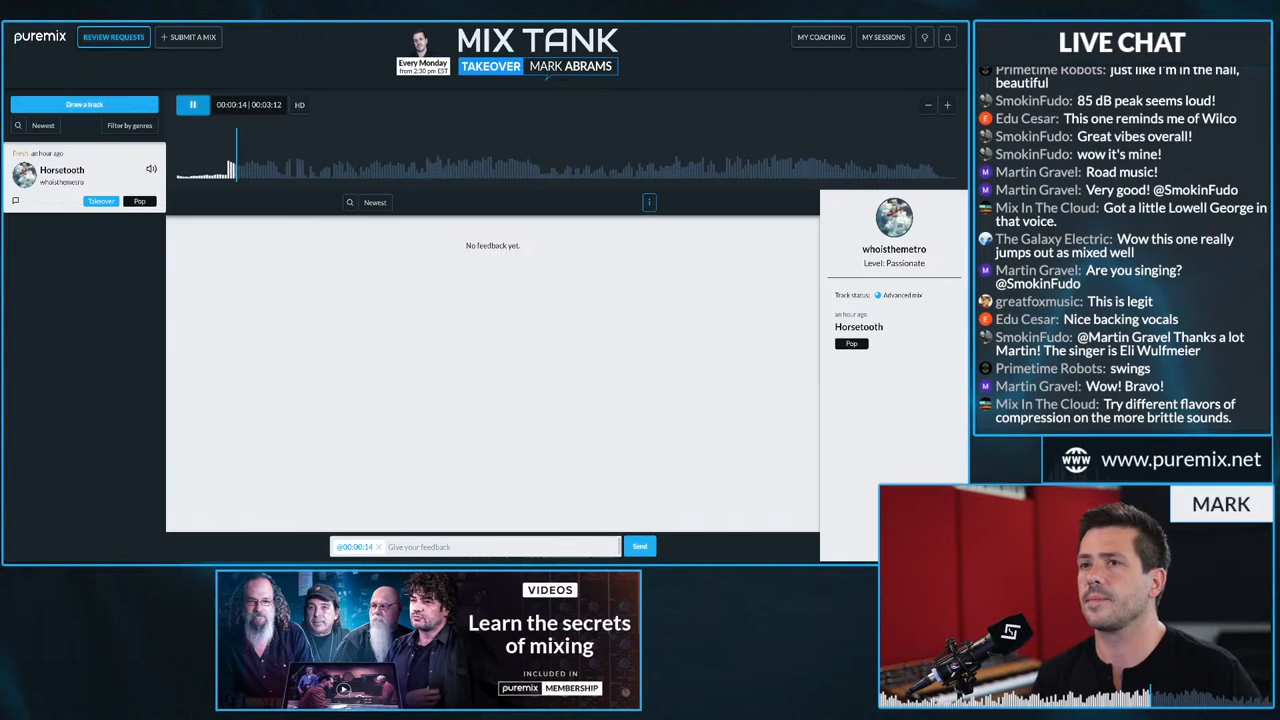 puremix
REVIEW REQUESTS
+ SUBMIT A MIX
Every Monday
from 2:30 pm EST
MIX TANK
TAKEOVER MARK ABRAMS
MY COACHING
MY SESSIONS
Draw a track
Newest
Filter by genres
Fresh, an hour ago
Horsetooth
whoisthemetro
Takeover
Pop
00:00:14 | 00:03:12
HD
Newest
No feedback yet.
@00:00:14
Give your feedback
Send
whoisthemetro
Level: Passionate
Track status: Advanced mix
an hour ago
Horsetooth
Pop
LIVE CHAT
Primetime Robots: just like I'm in the hall,
beautiful
SmokinFudo: 85 dB peak seems loud!
Edu Cesar: This one reminds me of Wilco
SmokinFudo: Great vibes overall!
SmokinFudo: wow it's mine!
Martin Gravel: Road music!
Martin Gravel: Very good! @SmokinFudo
Mix In The Cloud: Got a little Lowell George in
that voice.
The Galaxy Electric: Wow this one really
jumps out as mixed well
Martin Gravel: Are you singing?
@SmokinFudo
greatfoxmusic: This is legit
Edu Cesar: Nice backing vocals
SmokinFudo: @Martin Gravel Thanks a lot
Martin! The singer is Eli Wulfmeier
Primetime Robots: swings
Martin Gravel: Wow! Bravo!
Mix In The Cloud: Try different flavors of
compression on the more brittle sounds.
WWW
www.puremix.net
MARK
VIDEOS
Learn the secrets
of mixing
INCLUDED IN
puremix MEMBERSHIP